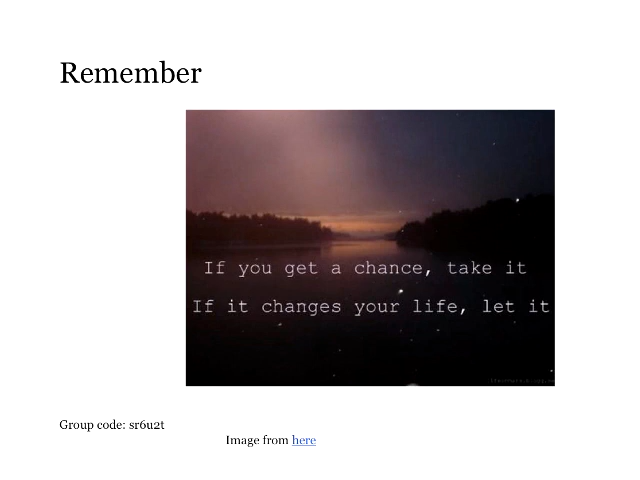 Remember
If you get a chance, take it
If it changes your life, let it
Group code: sr6u2t
Image from here